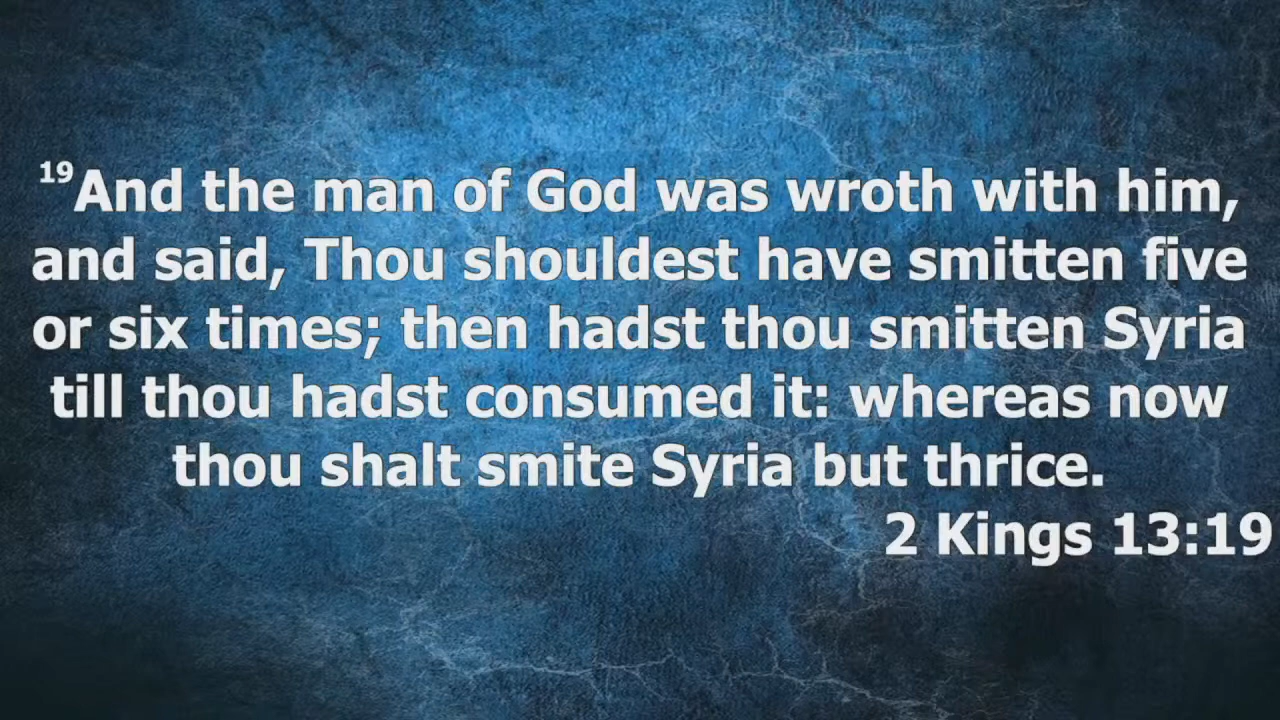 19And the man of God was wroth with him,
and said, Thou shouldest have smitten five
or six times; then hadst thou smitten Syria
till thou hadst consumed it: whereas now
thou shalt smite Syria but thrice.
2 Kings 13:19